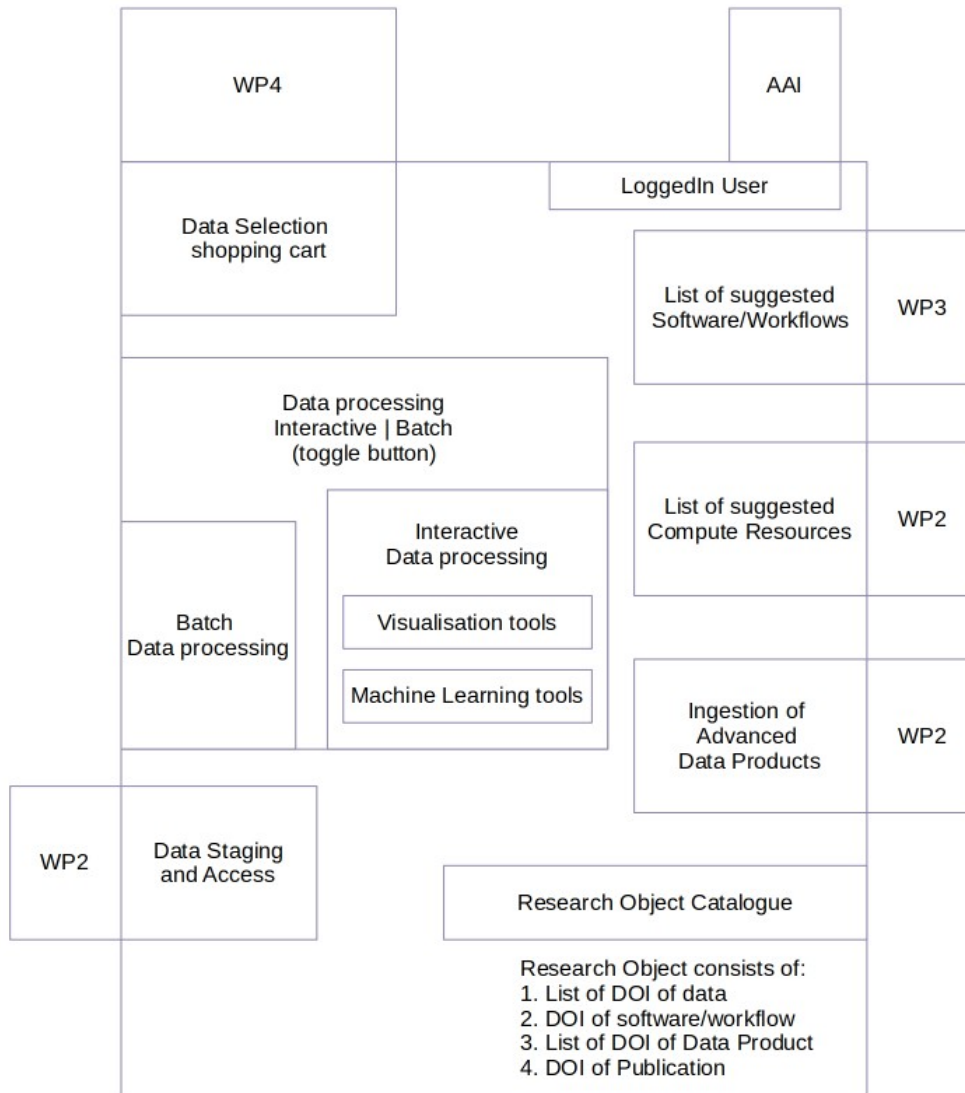 WP4
AAI
LoggedIn User
Data Selection
shopping cart
List of suggested
Software/Workflows
WP3
Data processing
Interactive | Batch
(toggle button)
List of suggested
Compute Resources
WP2
Interactive
Data processing
Visualisation tools
Machine Learning tools
Batch
Data processing
Ingestion of
Advanced
Data Products
WP2
WP2
Data Staging
and Access
Research Object Catalogue
Research Object consists of:
1. List of DOI of data
2. DOI of software/workflow
3. List of DOI of Data Product
4. DOI of Publication